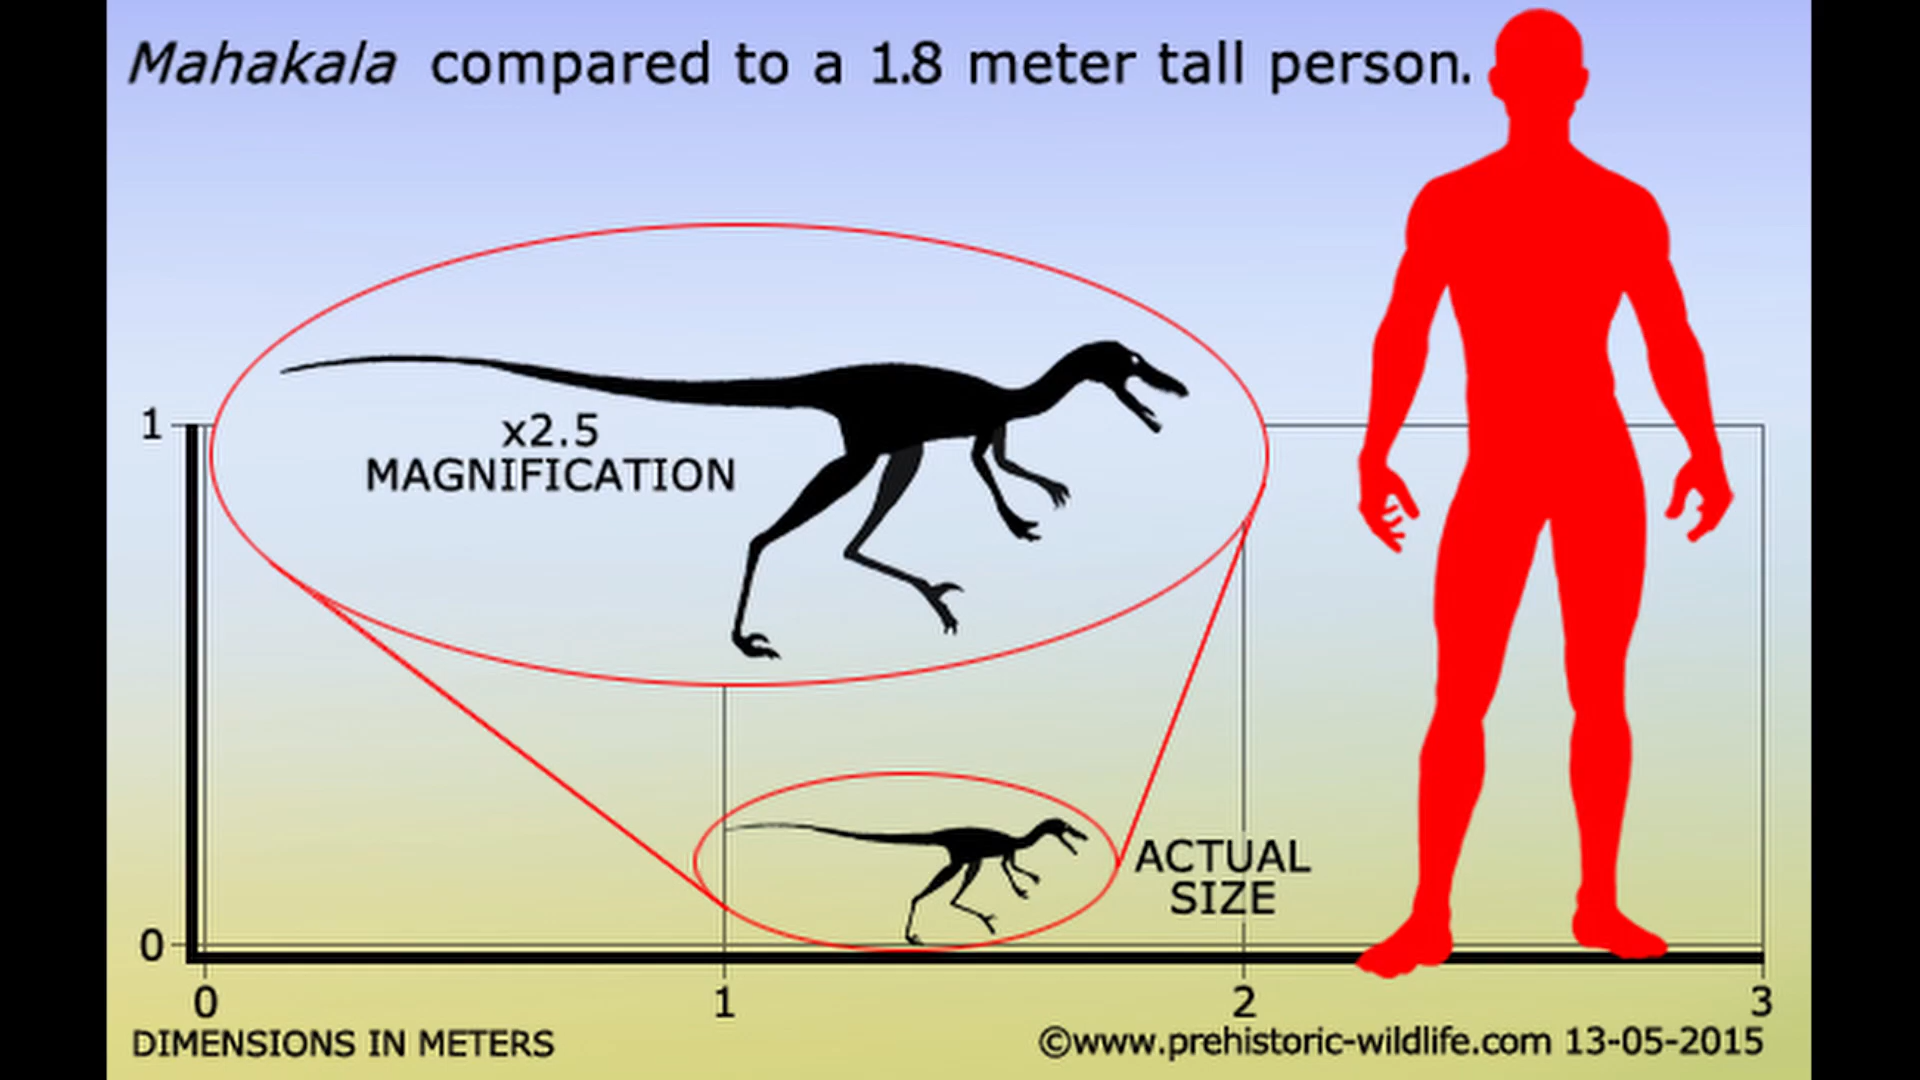 Mahakala compared to a 1.8 meter tall person.
x2.5
MAGNIFICATION
1
ACTUAL
SIZE
0
0 1 2 3
DIMENSIONS IN METERS
©www.prehistoric-wildlife.com 13-05-2015